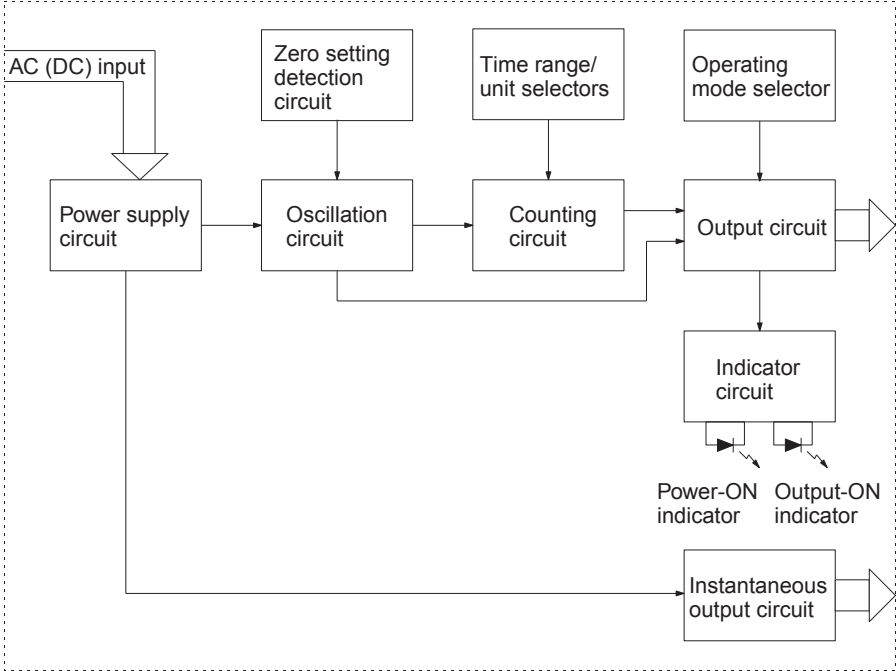 AC (DC) input
Zero setting
detection
circuit
Time range/
unit selectors
Operating
mode selector
Power supply
circuit
Oscillation
circuit
Counting
circuit
Output circuit
Indicator
circuit
Power-ON
indicator
Output-ON
indicator
Instantaneous
output circuit